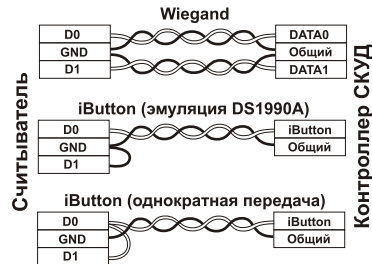 Wiegand
D0
GND
D1
DATA0
Общий
DATA1
iButton (эмуляция DS1990A)
D0
GND
D1
iButton
Общий
iButton (однократная передача)
D0
GND
D1
iButton
Общий
Считыватель
Контроллер СКУД